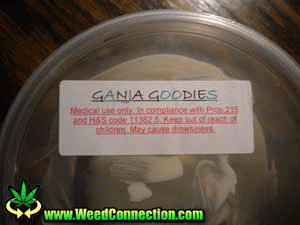 GANJA GOODIES
Medical use only. In compliance with Prop 215
and H&S code 11362.5. Keep out of reach of
children. May cause drowsiness.
www.WeedConnection.com